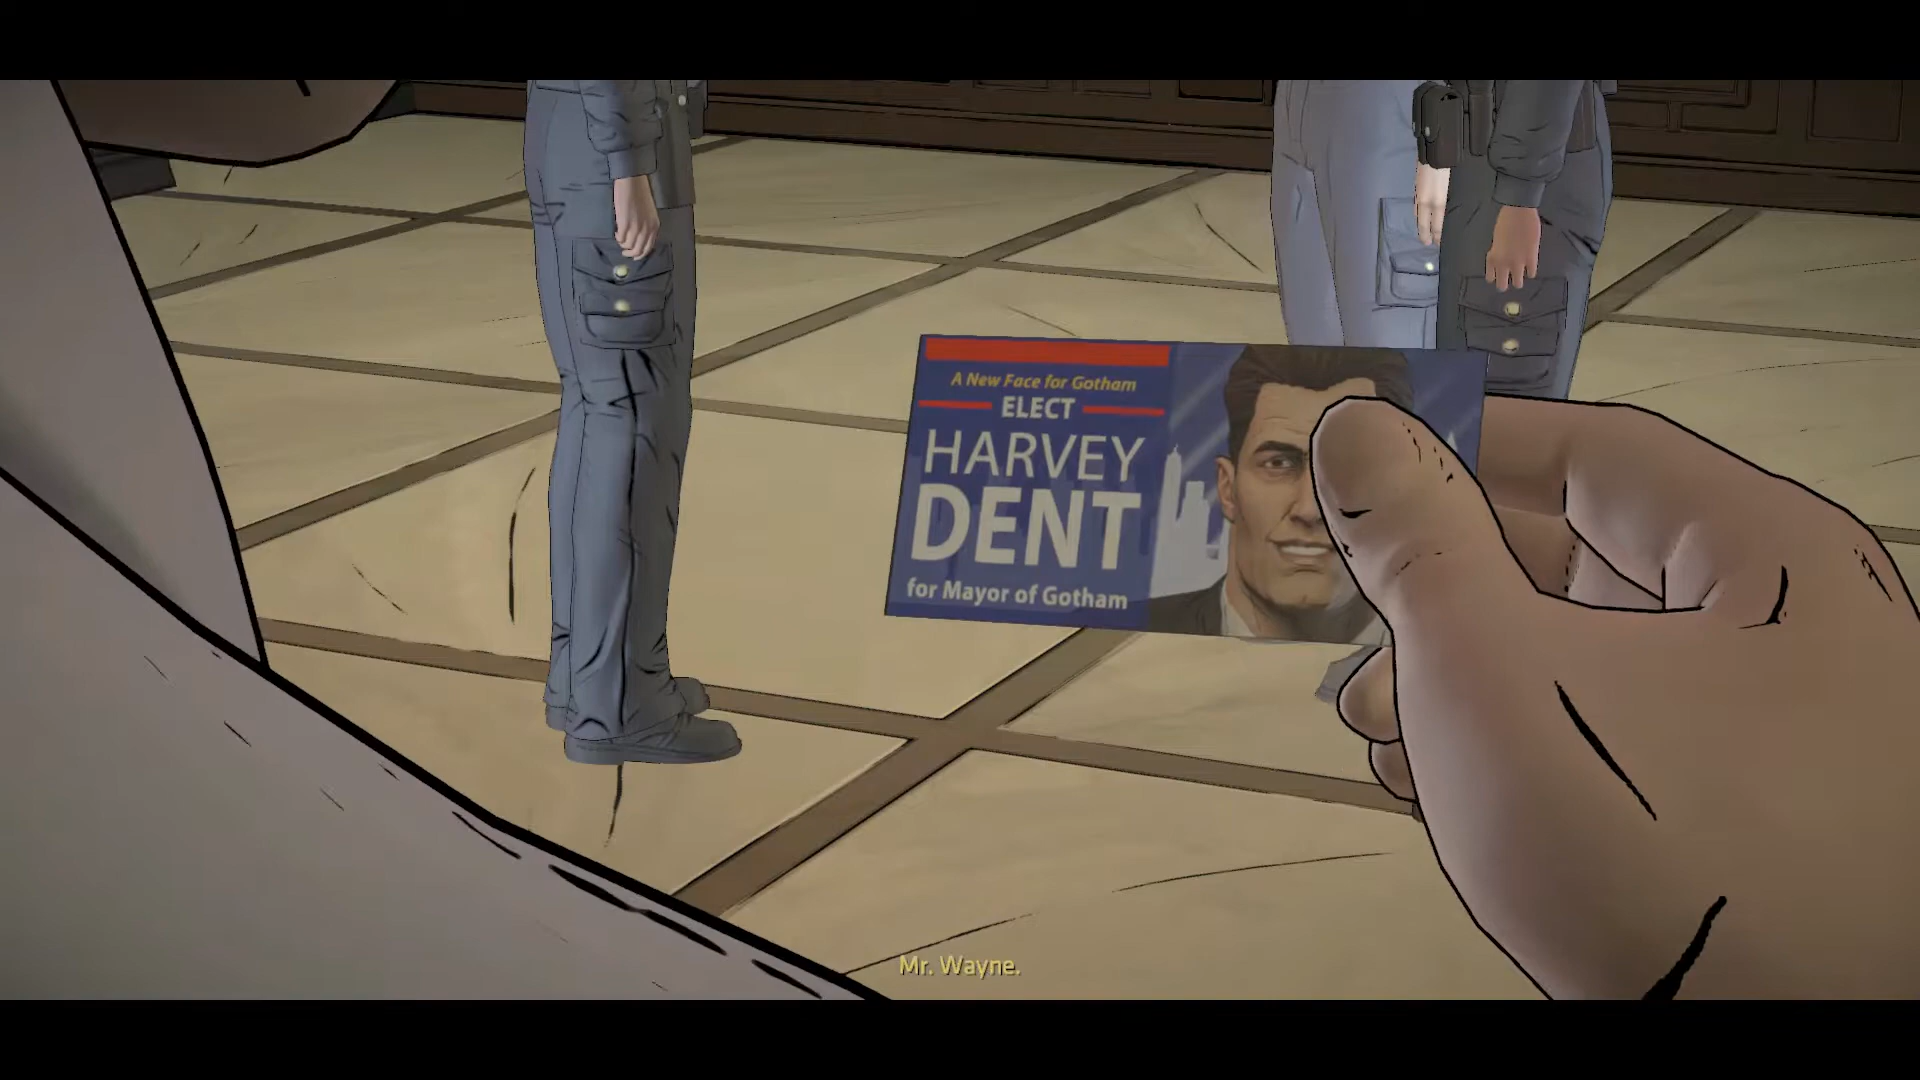 A New Face for Gotham
ELECT
HARVEY
DENT
for Mayor of Gotham
Mr. Wayne.